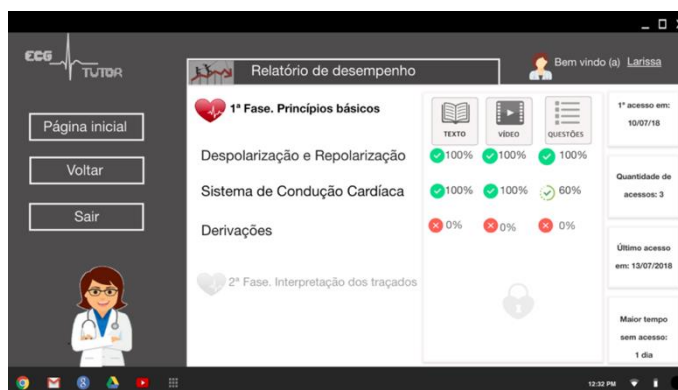 ECG
TUTOR
Relatório de desempenho
Bem vindo (a) Larissa
Página inicial
Voltar
Sair
1ª Fase. Princípios básicos
TEXTO VÍDEO QUESTÕES
Despolarização e Repolarização 100% 100% 100%
Sistema de Condução Cardíaca 100% 100% 60%
Derivações 0% 0% 0%
2ª Fase. Interpretação dos traçados
1º acesso em:
10/07/18
Quantidade de
acessos: 3
Último acesso
em: 13/07/2018
Maior tempo
sem acesso:
1 dia
12:32 PM